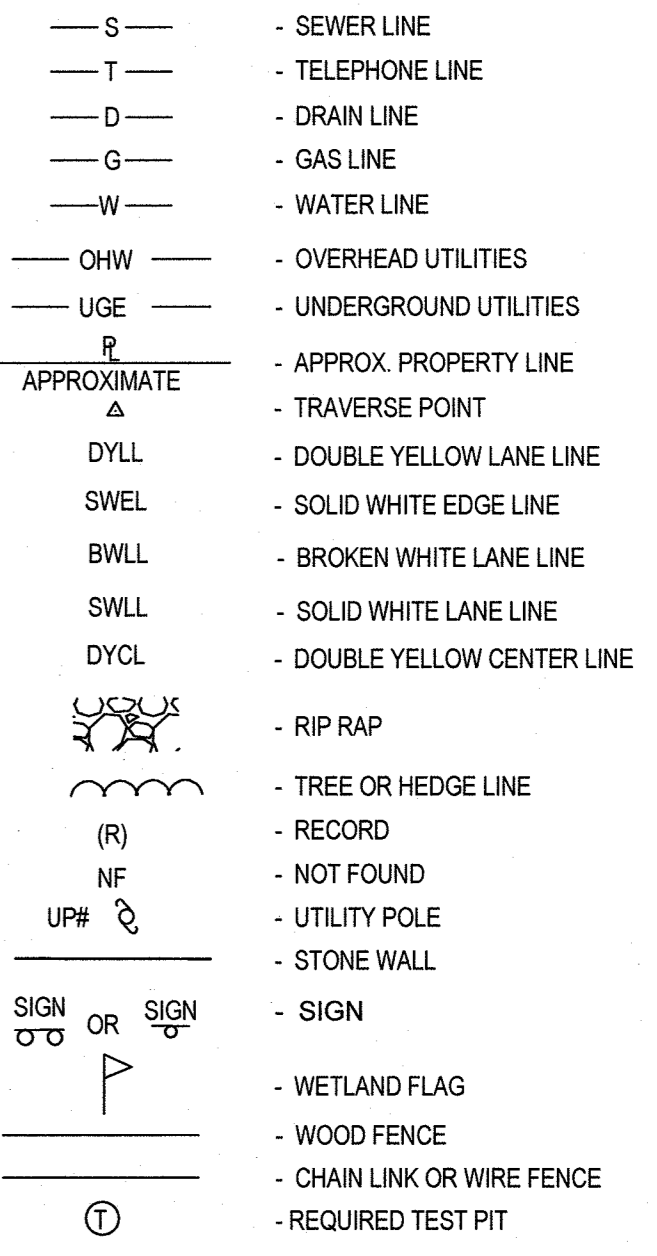 S - SEWER LINE
T - TELEPHONE LINE
D - DRAIN LINE
G - GAS LINE
W - WATER LINE
OHW - OVERHEAD UTILITIES
UGE - UNDERGROUND UTILITIES
PL - APPROX. PROPERTY LINE
APPROXIMATE
- TRAVERSE POINT
DYLL - DOUBLE YELLOW LANE LINE
SWEL - SOLID WHITE EDGE LINE
BWLL - BROKEN WHITE LANE LINE
SWLL - SOLID WHITE LANE LINE
DYCL - DOUBLE YELLOW CENTER LINE
- RIP RAP
- TREE OR HEDGE LINE
(R) - RECORD
NF - NOT FOUND
UP# - UTILITY POLE
- STONE WALL
SIGN OR SIGN - SIGN
- WETLAND FLAG
- WOOD FENCE
- CHAIN LINK OR WIRE FENCE
T - REQUIRED TEST PIT